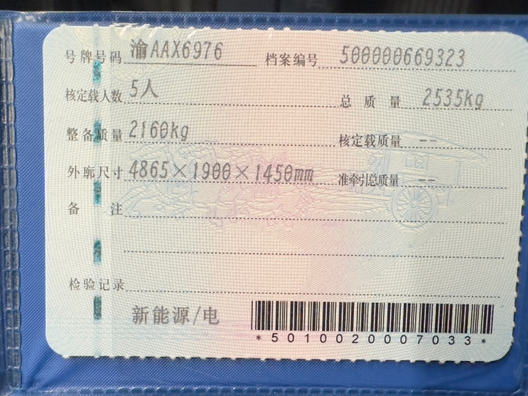 号牌号码 渝AAX6976 档案编号 500000669323
核定载人数 5人 总质量 2535kg
整备质量 2160kg 核定载质量 --
外廓尺寸 4865×1900×1450mm 准牵引总质量 --
备注
检验记录
新能源/电
*5010020007033*